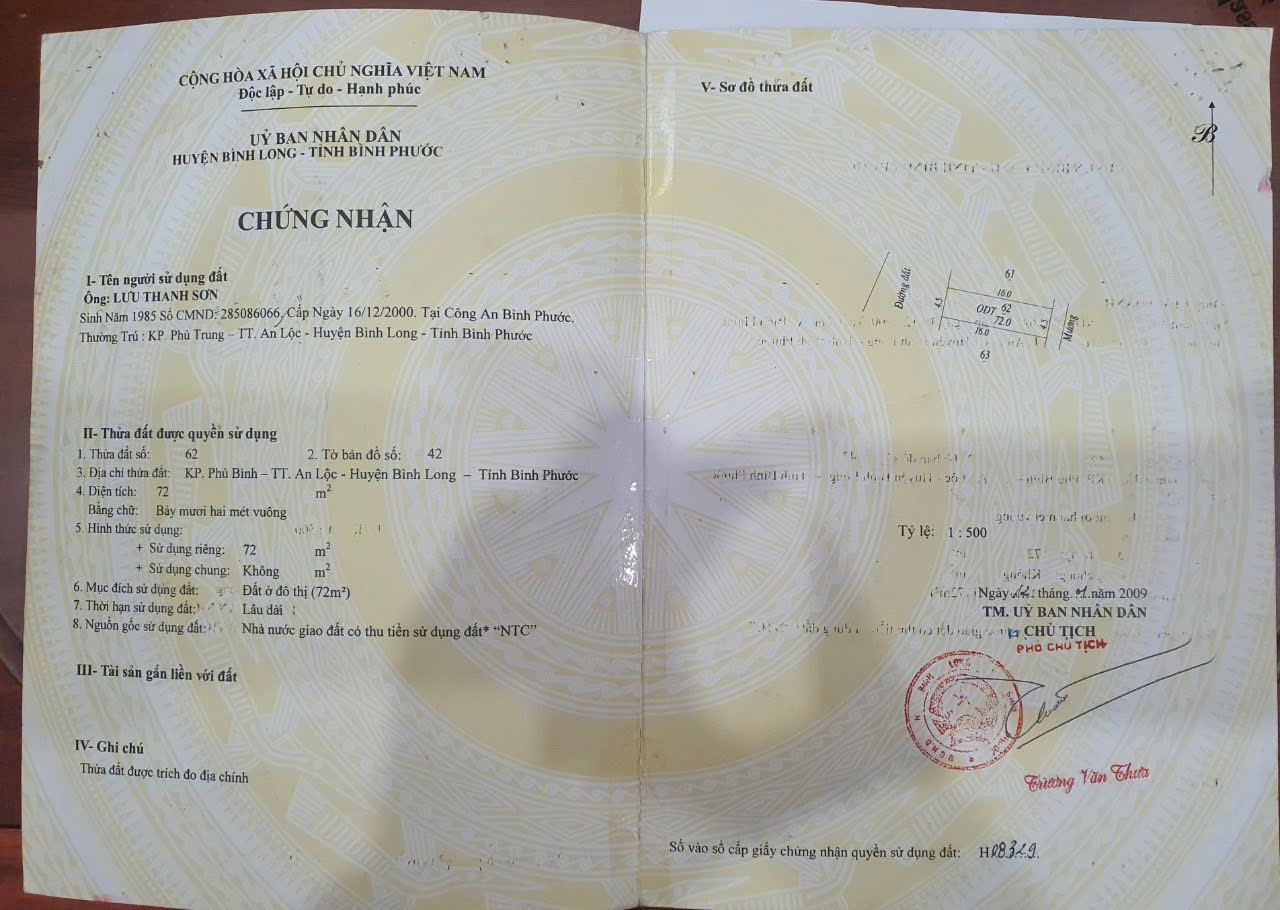 CỘNG HÒA XÃ HỘI CHỦ NGHĨA VIỆT NAM
Độc lập - Tự do - Hạnh phúc
UỶ BAN NHÂN DÂN
HUYỆN BÌNH LONG - TỈNH BÌNH PHƯỚC
CHỨNG NHẬN
I- Tên người sử dụng đất
Ông: LƯU THANH SƠN
Sinh Năm 1985 Số CMND: 285086066, Cấp Ngày 16/12/2000. Tại Công An Bình Phước.
Thường Trú : KP. Phú Trung – TT. An Lộc - Huyện Bình Long - Tỉnh Bình Phước
II- Thửa đất được quyền sử dụng
1. Thửa đất số: 62 2. Tờ bản đồ số: 42
3. Địa chỉ thửa đất: KP. Phú Bình – TT. An Lộc - Huyện Bình Long – Tỉnh Bình Phước
4. Diện tích: 72 m²
Bằng chữ: Bảy mươi hai mét vuông
5. Hình thức sử dụng:
+ Sử dụng riêng: 72 m²
+ Sử dụng chung: Không m²
6. Mục đích sử dụng đất: Đất ở đô thị (72m²)
7. Thời hạn sử dụng đất: Lâu dài
8. Nguồn gốc sử dụng đất: Nhà nước giao đất có thu tiền sử dụng đất* “NTC”
III- Tài sản gắn liền với đất
IV- Ghi chú
Thửa đất được trích đo địa chính
V- Sơ đồ thửa đất
B
61
Đường đất
16.0
4.5
ODT 62
72.0
4.5
Mương
16.0
63
Tỷ lệ: 1 : 500
Ngày tháng năm 2009
TM. UỶ BAN NHÂN DÂN
CHỦ TỊCH
PHÓ CHỦ TỊCH
Trương Văn Thưa
Số vào sổ cấp giấy chứng nhận quyền sử dụng đất: H